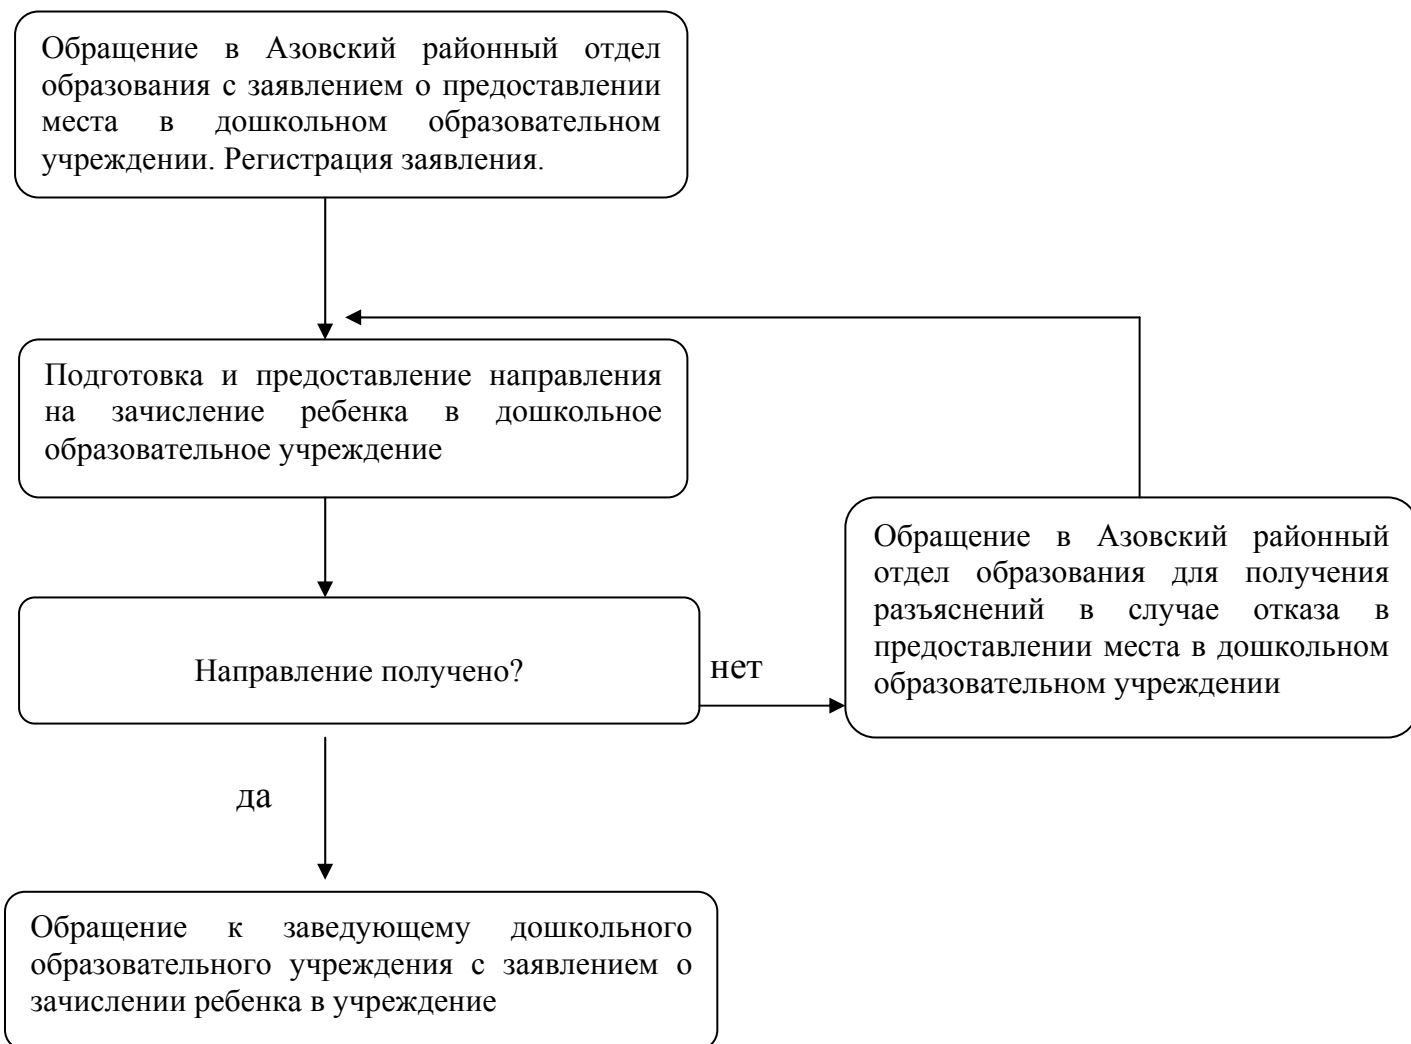 Обращение в Азовский районный отдел
образования с заявлением о предоставлении
места в дошкольном образовательном
учреждении. Регистрация заявления.
Подготовка и предоставление направления
на зачисление ребенка в дошкольное
образовательное учреждение
Обращение в Азовский районный
отдел образования для получения
разъяснений в случае отказа в
предоставлении места в дошкольном
образовательном учреждении
Направление получено?
нет
да
Обращение к заведующему дошкольного
образовательного учреждения с заявлением о
зачислении ребенка в учреждение